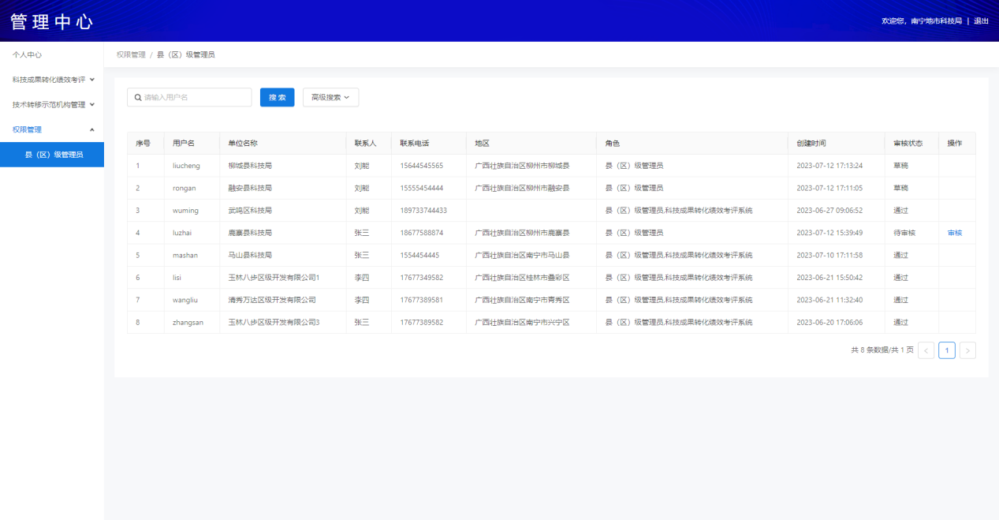 管理中心
欢迎您，南宁地市科技局 | 退出
个人中心
科技成果转化绩效考评
技术转移示范机构管理
权限管理
县（区）级管理员
权限管理 / 县（区）级管理员
请输入用户名 搜 索 高级搜索
序号 用户名 单位名称 联系人 联系电话 地区 角色 创建时间 审核状态 操作
1 liucheng 柳城县科技局 刘能 15644545565 广西壮族自治区柳州市柳城县 县（区）级管理员 2023-07-12 17:13:24 草稿
2 rongan 融安县科技局 刘能 15555454444 广西壮族自治区柳州市融安县 县（区）级管理员 2023-07-12 17:11:05 草稿
3 wuming 武鸣区科技局 刘能 189733744433 县（区）级管理员,科技成果转化绩效考评系统 2023-06-27 09:06:52 通过
4 luzhai 鹿寨县科技局 张三 18677588874 广西壮族自治区柳州市鹿寨县 县（区）级管理员 2023-07-12 15:39:49 待审核 审核
5 mashan 马山县科技局 张三 1554454445 广西壮族自治区南宁市马山县 县（区）级管理员,科技成果转化绩效考评系统 2023-07-10 17:11:58 通过
6 lisi 玉林八步区级开发有限公司1 李四 17677349582 广西壮族自治区桂林市叠彩区 县（区）级管理员,科技成果转化绩效考评系统 2023-06-21 15:50:42 通过
7 wangliu 清秀万达区级开发有限公司 李四 17677389581 广西壮族自治区南宁市青秀区 县（区）级管理员,科技成果转化绩效考评系统 2023-06-21 11:32:40 通过
8 zhangsan 玉林八步区级开发有限公司3 张三 17677389582 广西壮族自治区南宁市兴宁区 县（区）级管理员,科技成果转化绩效考评系统 2023-06-20 17:06:06 通过
共 8 条数据/共 1 页 < 1 >